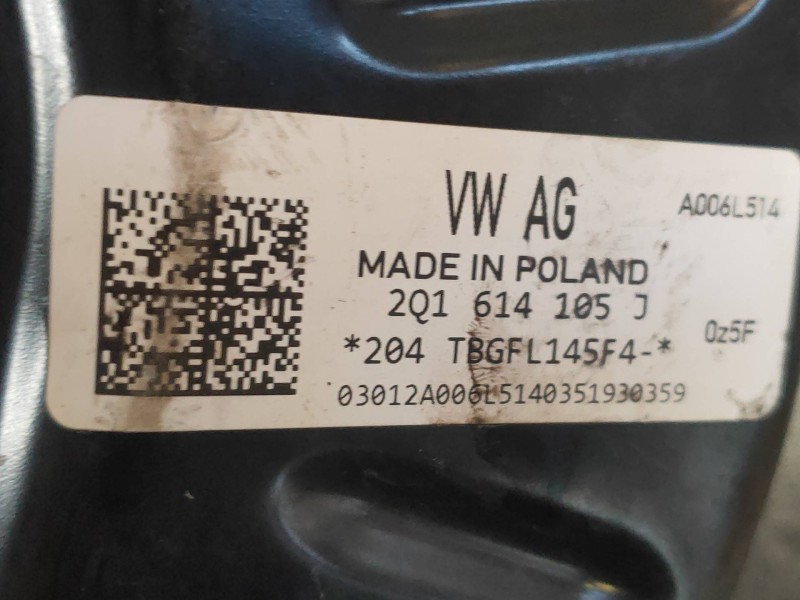 VW AG
A006L514
MADE IN POLAND
2Q1 614 105 J
0z5F
*204 TBGFL145F4-*
03012A006L5140351930359